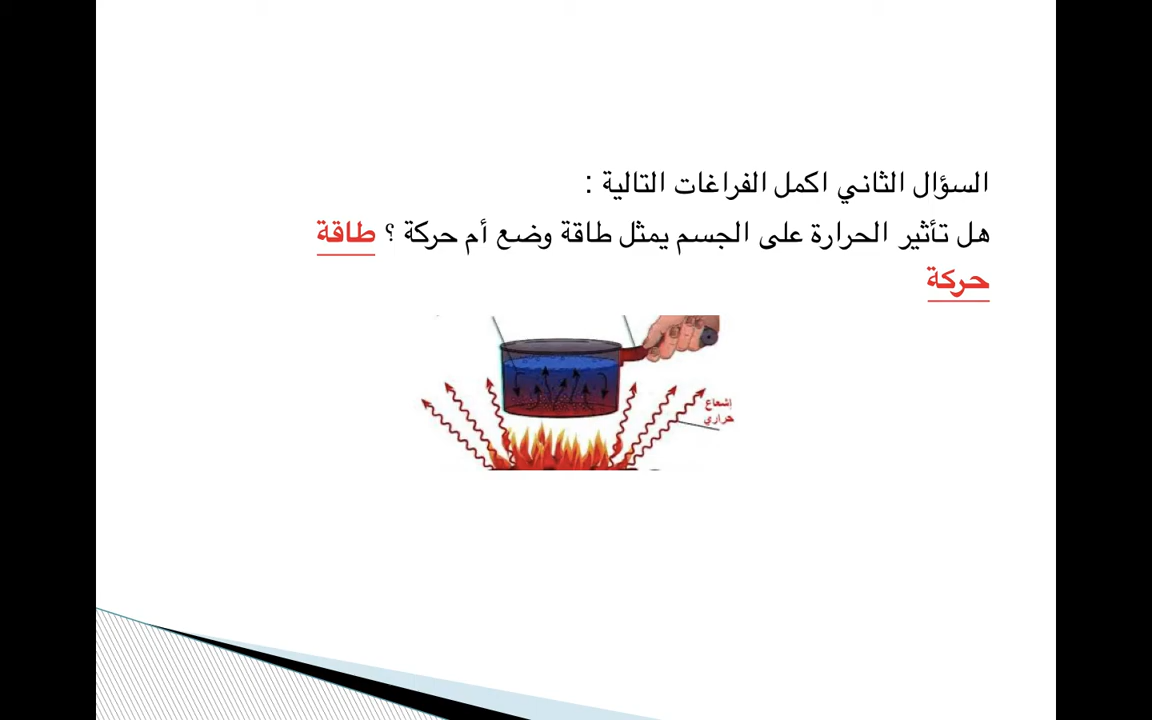 السؤال الثاني اكمل الفراغات التالية :
هل تأثير الحرارة على الجسم يمثل طاقة وضع أم حركة ؟ طاقة
حركة
إشعاع
حراري